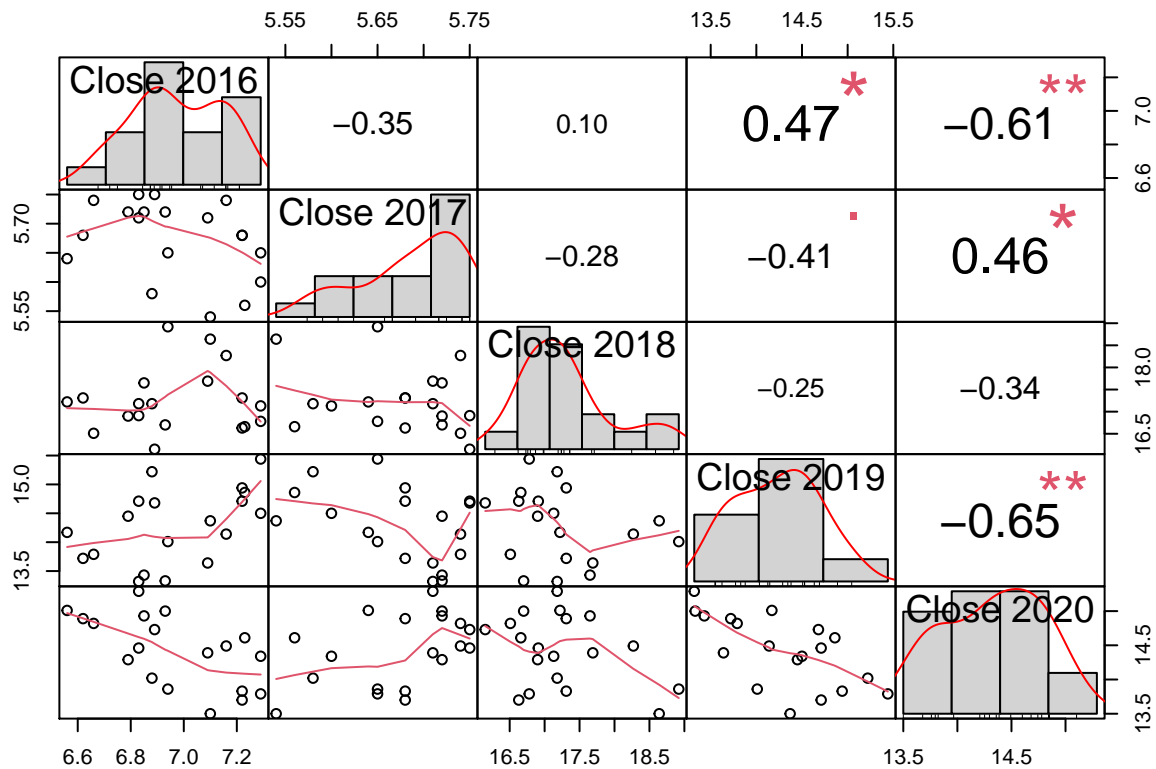 5.55 5.65 5.75 13.5 14.5 15.5
Close 2016 −0.35 0.10 0.47 * −0.61 ** 6.6 7.0
5.55 5.70 Close 2017 −0.28 −0.41 . 0.46 *
Close 2018 −0.25 −0.34 16.5 18.0
13.5 15.0 Close 2019 −0.65 **
Close 2020 13.5 14.5
6.6 6.8 7.0 7.2 16.5 17.5 18.5 13.5 14.5